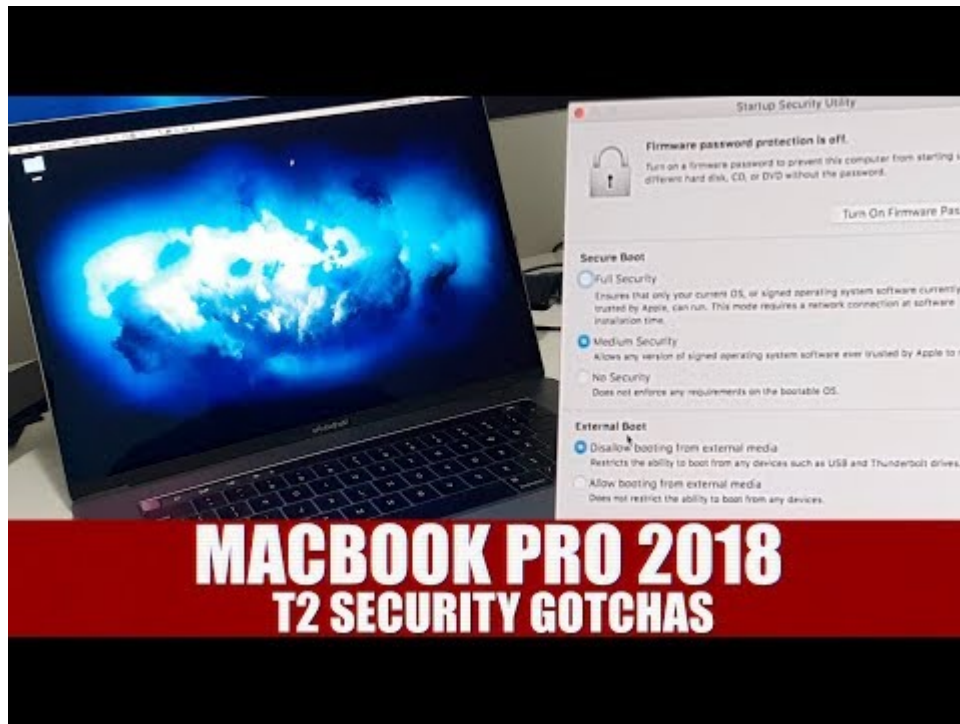 Startup Security Utility
Firmware password protection is off.
Turn on a firmware password to prevent this computer from starting
different hard disk, CD, or DVD without the password.
Turn On Firmware Pas
Secure Boot
Full Security
Ensures that only your current OS, or signed operating system software currently
trusted by Apple, can run. This mode requires a network connection at software
installation time.
Medium Security
Allows any version of signed operating system software ever trusted by Apple to
No Security
Does not enforce any requirements on the bootable OS.
External Boot
Disallow booting from external media
Restricts the ability to boot from any devices such as USB and Thunderbolt drives.
Allow booting from external media
Does not restrict the ability to boot from any devices.
MACBOOK PRO 2018
T2 SECURITY GOTCHAS